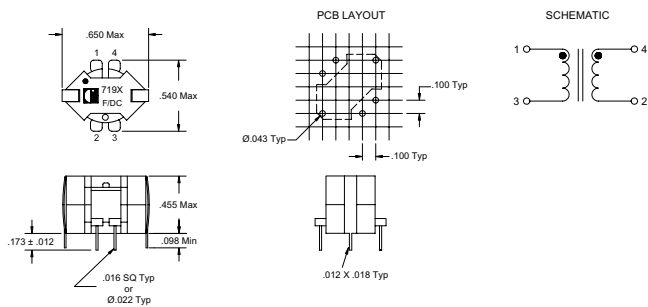 PCB LAYOUT
SCHEMATIC
.650 Max
1 4
719X
F/DC
2 3
.540 Max
.100 Typ
Ø.043 Typ
.100 Typ
1
4
3
2
.455 Max
.173 ± .012
.098 Min
.016 SQ Typ
or
Ø.022 Typ
.012 X .018 Typ